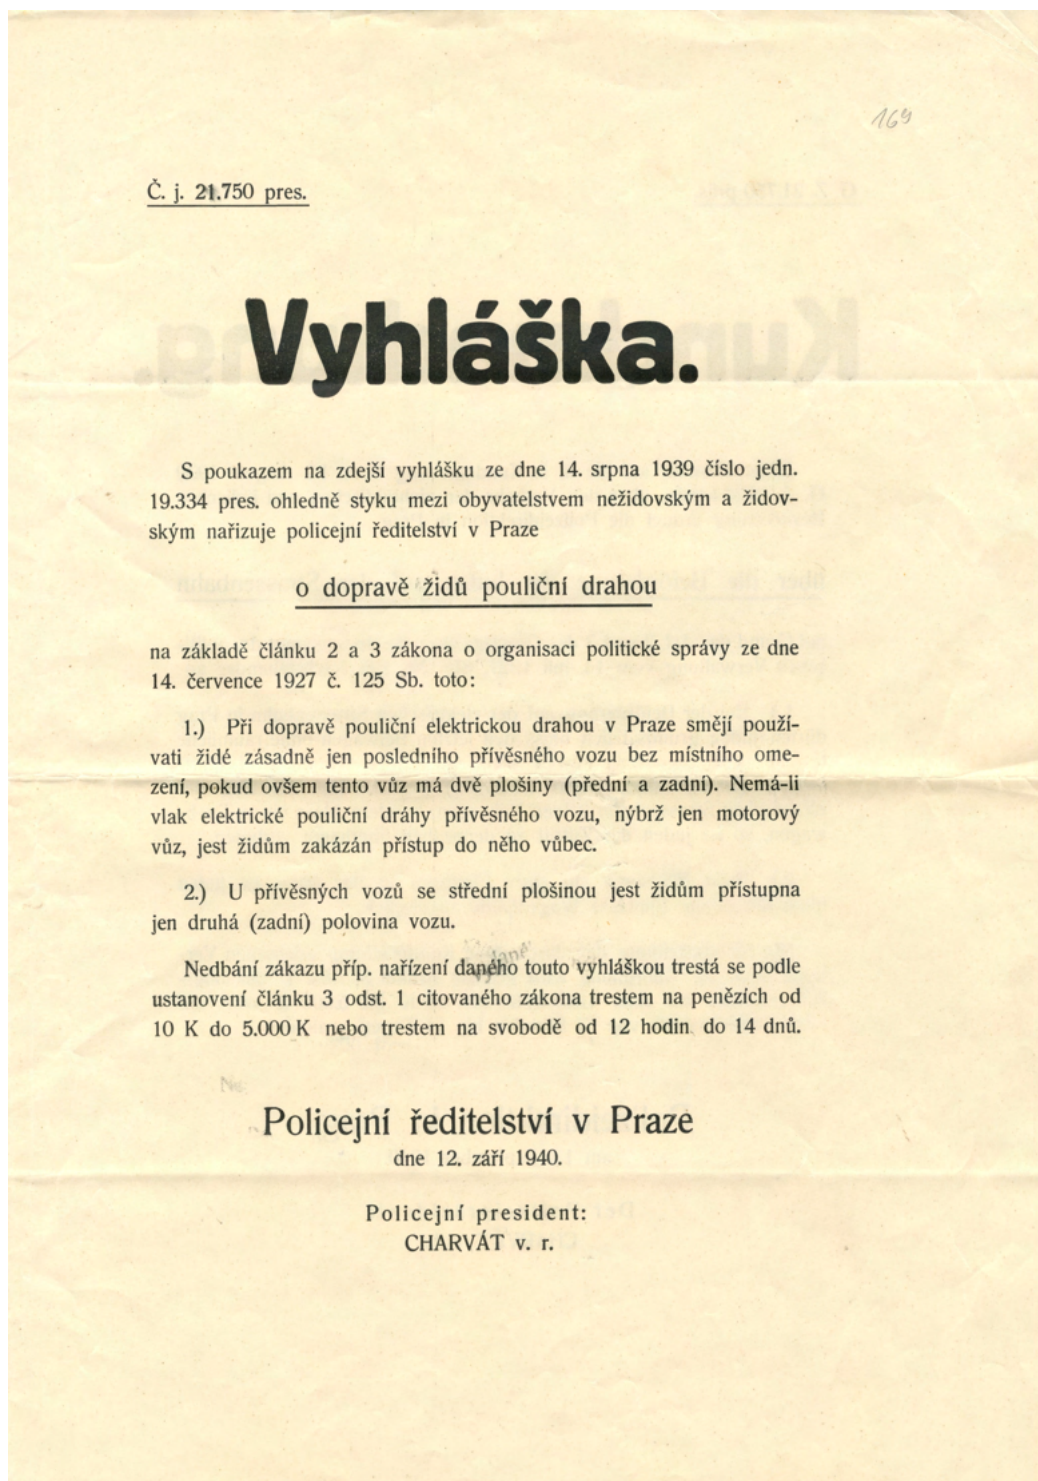 169
Č. j. 21.750 pres.
Vyhláška.
S poukazem na zdejší vyhlášku ze dne 14. srpna 1939 číslo jedn.
19.334 pres. ohledně styku mezi obyvatelstvem nežidovským a židov-
ským nařizuje policejní ředitelství v Praze
o dopravě židů pouliční drahou
na základě článku 2 a 3 zákona o organisaci politické správy ze dne
14. července 1927 č. 125 Sb. toto:
1.) Při dopravě pouliční elektrickou drahou v Praze smějí použí-
vati židé zásadně jen posledního přívěsného vozu bez místního ome-
zení, pokud ovšem tento vůz má dvě plošiny (přední a zadní). Nemá-li
vlak elektrické pouliční dráhy přívěsného vozu, nýbrž jen motorový
vůz, jest židům zakázán přístup do něho vůbec.
2.) U přívěsných vozů se střední plošinou jest židům přístupna
jen druhá (zadní) polovina vozu.
Nedbání zákazu příp. nařízení daného touto vyhláškou trestá se podle
ustanovení článku 3 odst. 1 citovaného zákona trestem na penězích od
10 K do 5.000 K nebo trestem na svobodě od 12 hodin do 14 dnů.
Policejní ředitelství v Praze
dne 12. září 1940.
Policejní president:
CHARVÁT v. r.